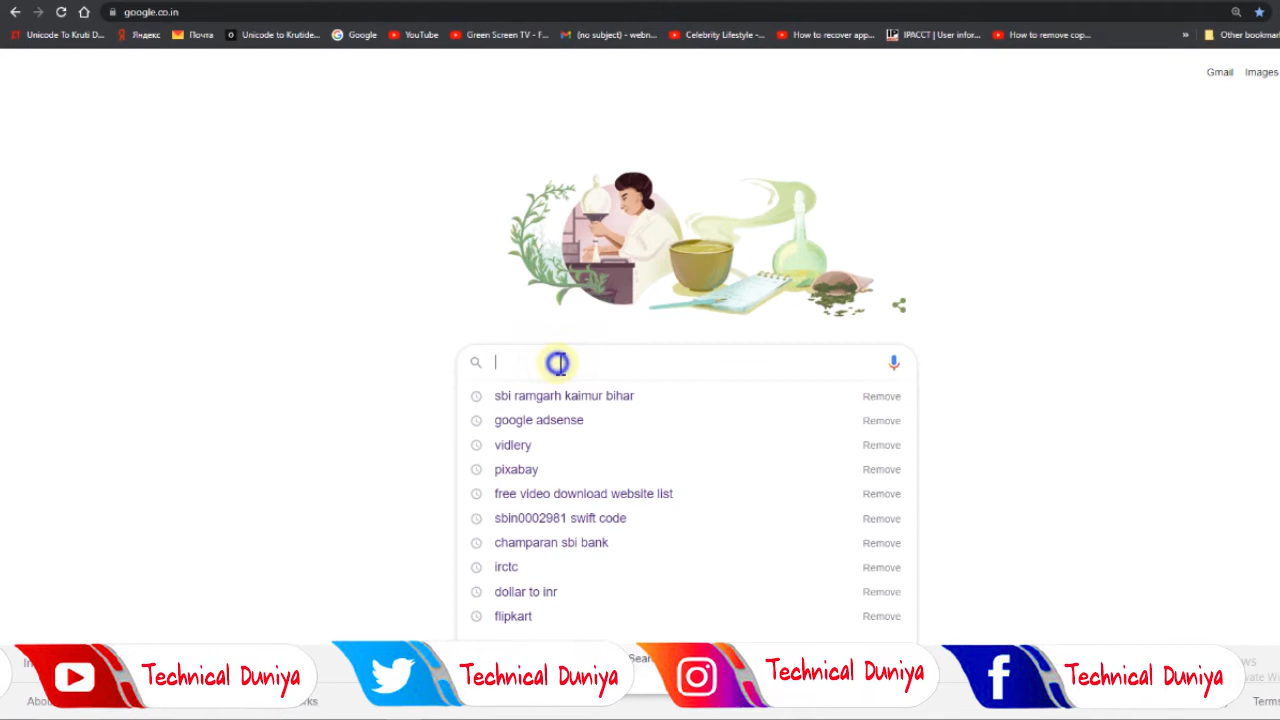 google.co.in
Unicode To Kruti D...
Яндекс
Почта
Unicode to Krutide...
Google
YouTube
Green Screen TV - F...
(no subject) - webn...
Celebrity Lifestyle -...
How to recover app...
IPACCT | User infor...
How to remove cop...
»
Other bookmar
Gmail Images
sbi ramgarh kaimur bihar Remove
google adsense Remove
vidlery Remove
pixabay Remove
free video download website list Remove
sbin0002981 swift code Remove
champaran sbi bank Remove
irctc Remove
dollar to inr Remove
flipkart Remove
Technical Duniya
Technical Duniya
Technical Duniya
Technical Duniya
Terms